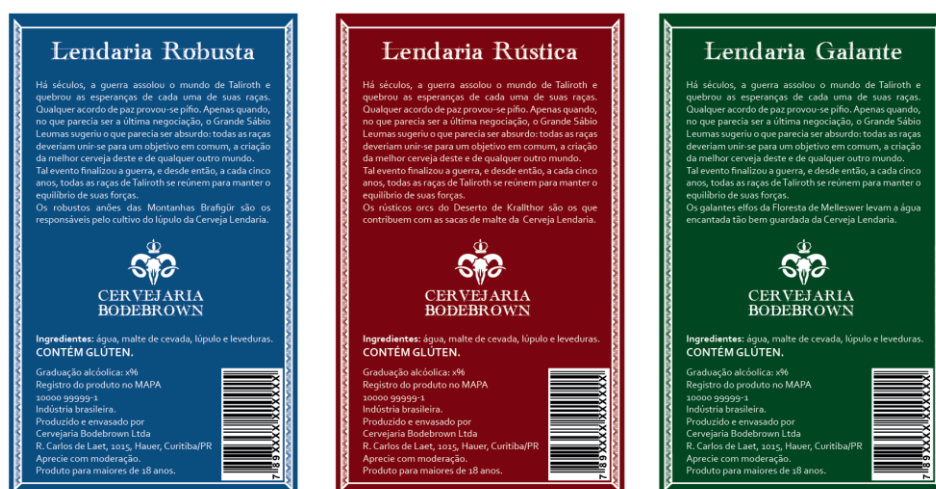 Lendaria Robusta
Há séculos, a guerra assolou o mundo de Taliroth e
quebrou as esperanças de cada uma de suas raças.
Qualquer acordo de paz provou-se pífio. Apenas quando,
no que parecia ser a última negociação, o Grande Sábio
Leumas sugeriu o que parecia ser absurdo: todas as raças
deveriam unir-se para um objetivo em comum, a criação
da melhor cerveja deste e de qualquer outro mundo.
Tal evento finalizou a guerra, e desde então, a cada cinco
anos, todas as raças de Taliroth se reúnem para manter o
equilíbrio de suas forças.
Os robustos anões das Montanhas Brafigür são os
responsáveis pelo cultivo do lúpulo da Cerveja Lendaria.
CERVEJARIA
BODEBROWN
Ingredientes: água, malte de cevada, lúpulo e leveduras.
CONTÉM GLÚTEN.
Graduação alcóolica: x%
Registro do produto no MAPA
10000 99999-1
Indústria brasileira.
Produzido e envasado por
Cervejaria Bodebrown Ltda
R. Carlos de Laet, 1015, Hauer, Curitiba/PR
Aprecie com moderação.
Produto para maiores de 18 anos.
7 89XXXX XXXXXX
Lendaria Rústica
Há séculos, a guerra assolou o mundo de Taliroth e
quebrou as esperanças de cada uma de suas raças.
Qualquer acordo de paz provou-se pífio. Apenas quando,
no que parecia ser a última negociação, o Grande Sábio
Leumas sugeriu o que parecia ser absurdo: todas as raças
deveriam unir-se para um objetivo em comum, a criação
da melhor cerveja deste e de qualquer outro mundo.
Tal evento finalizou a guerra, e desde então, a cada cinco
anos, todas as raças de Taliroth se reúnem para manter o
equilíbrio de suas forças.
Os rústicos orcs do Deserto de Krallthor são os que
contribuem com as sacas de malte da Cerveja Lendaria.
CERVEJARIA
BODEBROWN
Ingredientes: água, malte de cevada, lúpulo e leveduras.
CONTÉM GLÚTEN.
Graduação alcóolica: x%
Registro do produto no MAPA
10000 99999-1
Indústria brasileira.
Produzido e envasado por
Cervejaria Bodebrown Ltda
R. Carlos de Laet, 1015, Hauer, Curitiba/PR
Aprecie com moderação.
Produto para maiores de 18 anos.
7 89XXXX XXXXXX
Lendaria Galante
Há séculos, a guerra assolou o mundo de Taliroth e
quebrou as esperanças de cada uma de suas raças.
Qualquer acordo de paz provou-se pífio. Apenas quando,
no que parecia ser a última negociação, o Grande Sábio
Leumas sugeriu o que parecia ser absurdo: todas as raças
deveriam unir-se para um objetivo em comum, a criação
da melhor cerveja deste e de qualquer outro mundo.
Tal evento finalizou a guerra, e desde então, a cada cinco
anos, todas as raças de Taliroth se reúnem para manter o
equilíbrio de suas forças.
Os galantes elfos da Floresta de Melleswer levam a água
encantada tão bem guardada da Cerveja Lendaria.
CERVEJARIA
BODEBROWN
Ingredientes: água, malte de cevada, lúpulo e leveduras.
CONTÉM GLÚTEN.
Graduação alcóolica: x%
Registro do produto no MAPA
10000 99999-1
Indústria brasileira.
Produzido e envasado por
Cervejaria Bodebrown Ltda
R. Carlos de Laet, 1015, Hauer, Curitiba/PR
Aprecie com moderação.
Produto para maiores de 18 anos.
7 89XXXX XXXXXX